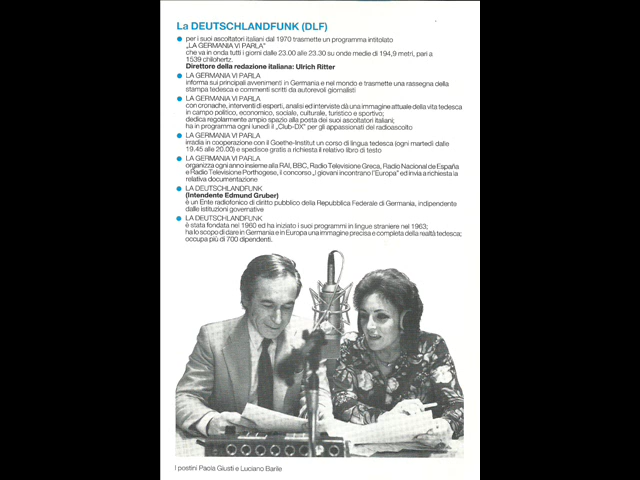 La DEUTSCHLANDFUNK (DLF)
per i suoi ascoltatori italiani dal 1970 trasmette un programma intitolato
„LA GERMANIA VI PARLA”
che va in onda tutti i giorni dalle 23.00 alle 23.30 su onde medie di 194,9 metri, pari a
1539 chilohertz.
Direttore della redazione italiana: Ulrich Ritter
LA GERMANIA VI PARLA
informa sui principali avvenimenti in Germania e nel mondo e trasmette una rassegna della
stampa tedesca e commenti scritti da autorevoli giornalisti
LA GERMANIA VI PARLA
con cronache, interventi di esperti, analisi ed interviste dà una immagine attuale della vita tedesca
in campo politico, economico, sociale, culturale, turistico e sportivo;
dedica regolarmente ampio spazio alla posta dei suoi ascoltatori italiani;
ha in programma ogni lunedì il „Club-DX” per gli appassionati del radioascolto
LA GERMANIA VI PARLA
irradia in cooperazione con il Goethe-Institut un corso di lingua tedesca (ogni martedì dalle
19.45 alle 20.00) e spedisce gratis a richiesta il relativo libro di testo
LA GERMANIA VI PARLA
organizza ogni anno insieme alla RAI, BBC, Radio Televisione Greca, Radio Nacional de España
e Radio Televisione Porthogese, il concorso „I giovani incontrano l'Europa” ed invia a richiesta la
relativa documentazione
LA DEUTSCHLANDFUNK
(Intendente Edmund Gruber)
è un Ente radiofonico di diritto pubblico della Repubblica Federale di Germania, indipendente
dalle istituzioni governative
LA DEUTSCHLANDFUNK
è stata fondata nel 1960 ed ha iniziato i suoi programmi in lingue straniere nel 1963;
ha lo scopo di dare in Germania e in Europa una immagine precisa e completa della realtà tedesca;
occupa più di 700 dipendenti.
I postini Paola Giusti e Luciano Barile